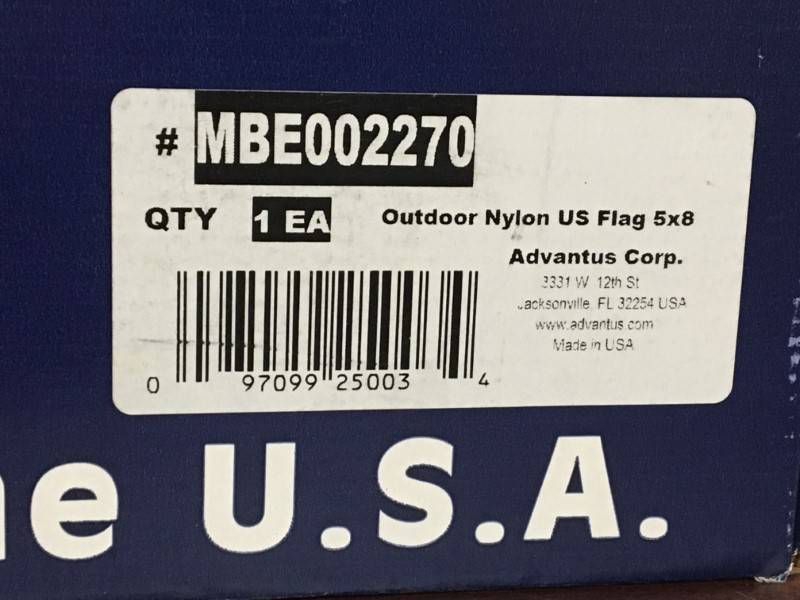 # MBE002270
QTY 1 EA Outdoor Nylon US Flag 5x8
Advantus Corp.
3331 W 12th St
Jacksonville, FL 32254 USA
www.advantus.com
Made in USA
0 97099 25003 4
e U.S.A.